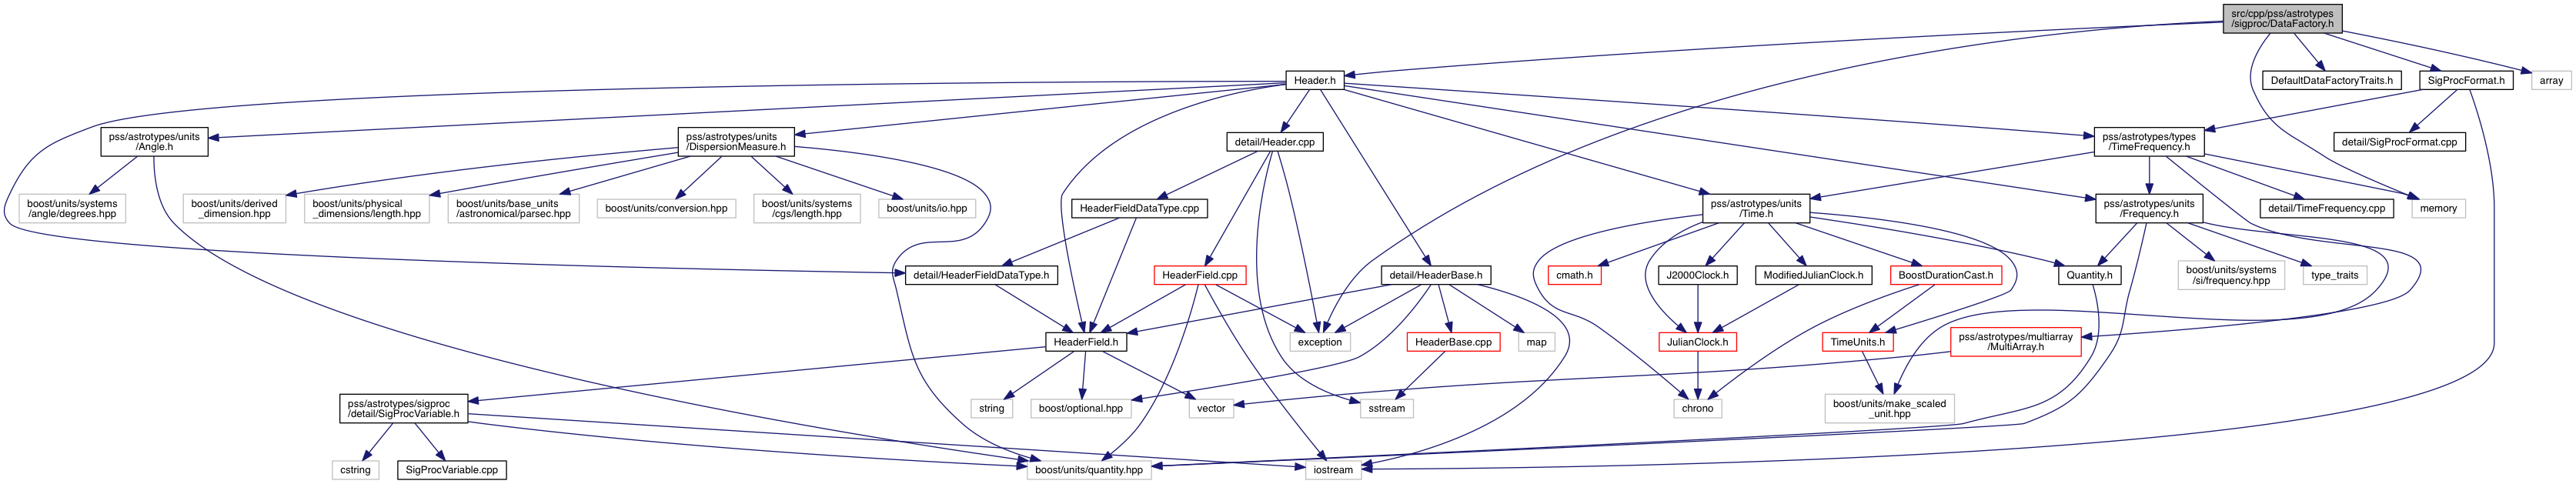 src/cpp/pss/astrotypes
/sigproc/DataFactory.h
Header.h
DefaultDataFactoryTraits.h
SigProcFormat.h
array
pss/astrotypes/units
/Angle.h
pss/astrotypes/units
/DispersionMeasure.h
detail/Header.cpp
pss/astrotypes/types
/TimeFrequency.h
detail/SigProcFormat.cpp
boost/units/systems
/angle/degrees.hpp
boost/units/derived
_dimension.hpp
boost/units/physical
_dimensions/length.hpp
boost/units/base_units
/astronomical/parsec.hpp
boost/units/conversion.hpp
boost/units/systems
/cgs/length.hpp
boost/units/io.hpp
HeaderFieldDataType.cpp
pss/astrotypes/units
/Time.h
pss/astrotypes/units
/Frequency.h
detail/TimeFrequency.cpp
memory
detail/HeaderFieldDataType.h
HeaderField.cpp
detail/HeaderBase.h
cmath.h
J2000Clock.h
ModifiedJulianClock.h
BoostDurationCast.h
Quantity.h
boost/units/systems
/si/frequency.hpp
type_traits
HeaderField.h
exception
HeaderBase.cpp
map
JulianClock.h
TimeUnits.h
pss/astrotypes/multiarray
/MultiArray.h
pss/astrotypes/sigproc
/detail/SigProcVariable.h
string
boost/optional.hpp
vector
sstream
chrono
boost/units/make_scaled
_unit.hpp
cstring
SigProcVariable.cpp
boost/units/quantity.hpp
iostream